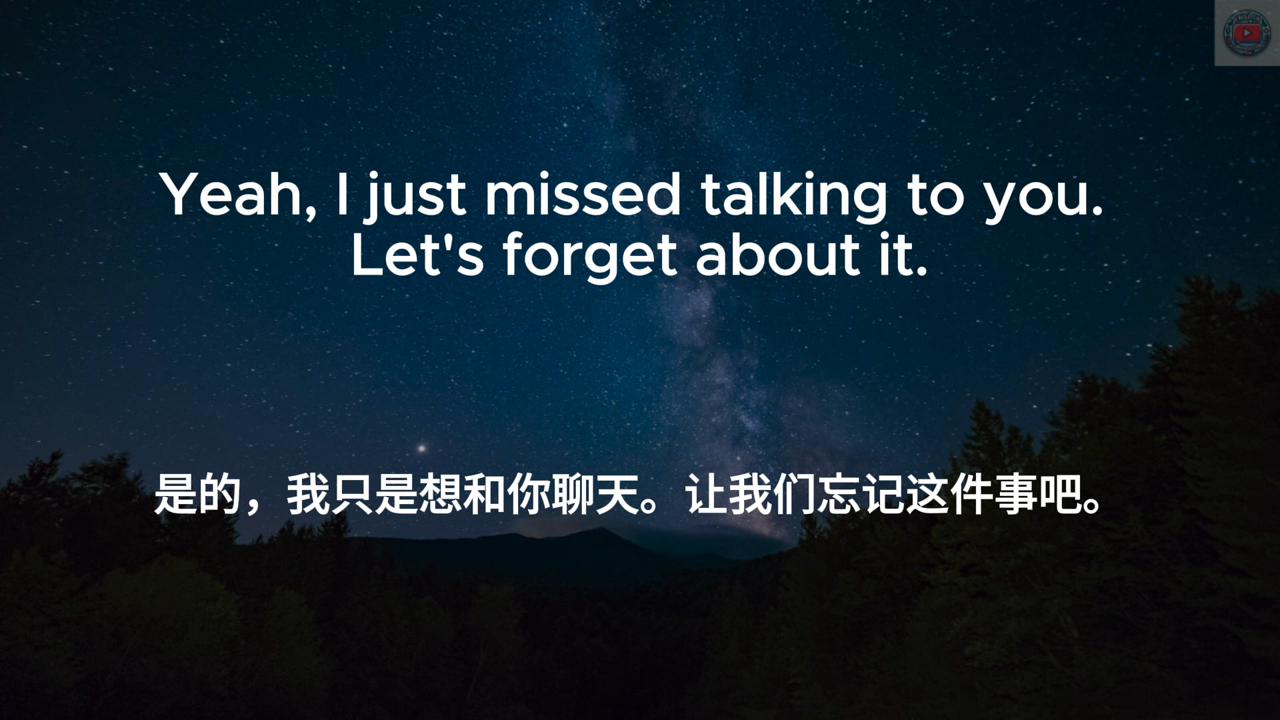 Yeah, I just missed talking to you.
Let's forget about it.
是的，我只是想和你聊天。让我们忘记这件事吧。